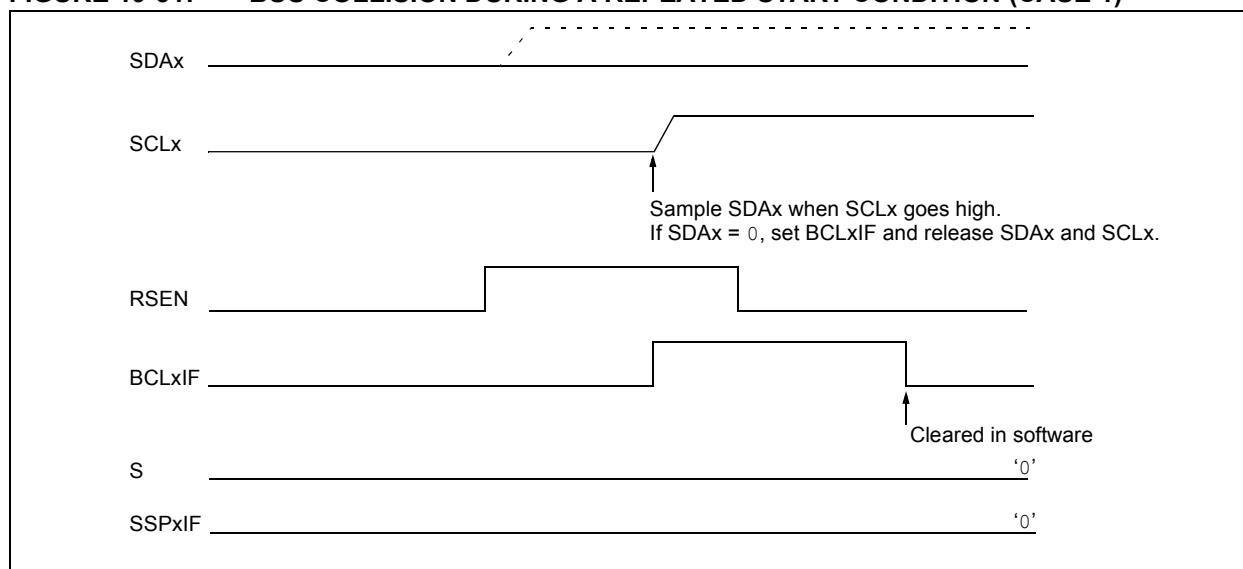 SDAx
SCLx
Sample SDAx when SCLx goes high.
If SDAx = 0, set BCLxIF and release SDAx and SCLx.
RSEN
BCLxIF
Cleared in software
S
‘0’
SSPxIF
‘0’